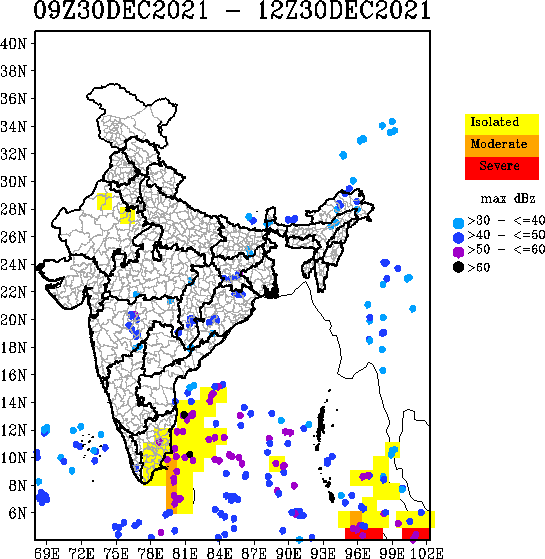 09Z30DEC2021 - 12Z30DEC2021
40N
38N
36N
34N
32N
30N
28N
26N
24N
22N
20N
18N
16N
14N
12N
10N
8N
6N
69E 72E 75E 78E 81E 84E 87E 90E 93E 96E 99E 102E
Isolated
Moderate
Severe
max dBz
>30 - <=40
>40 - <=50
>50 - <=60
>60